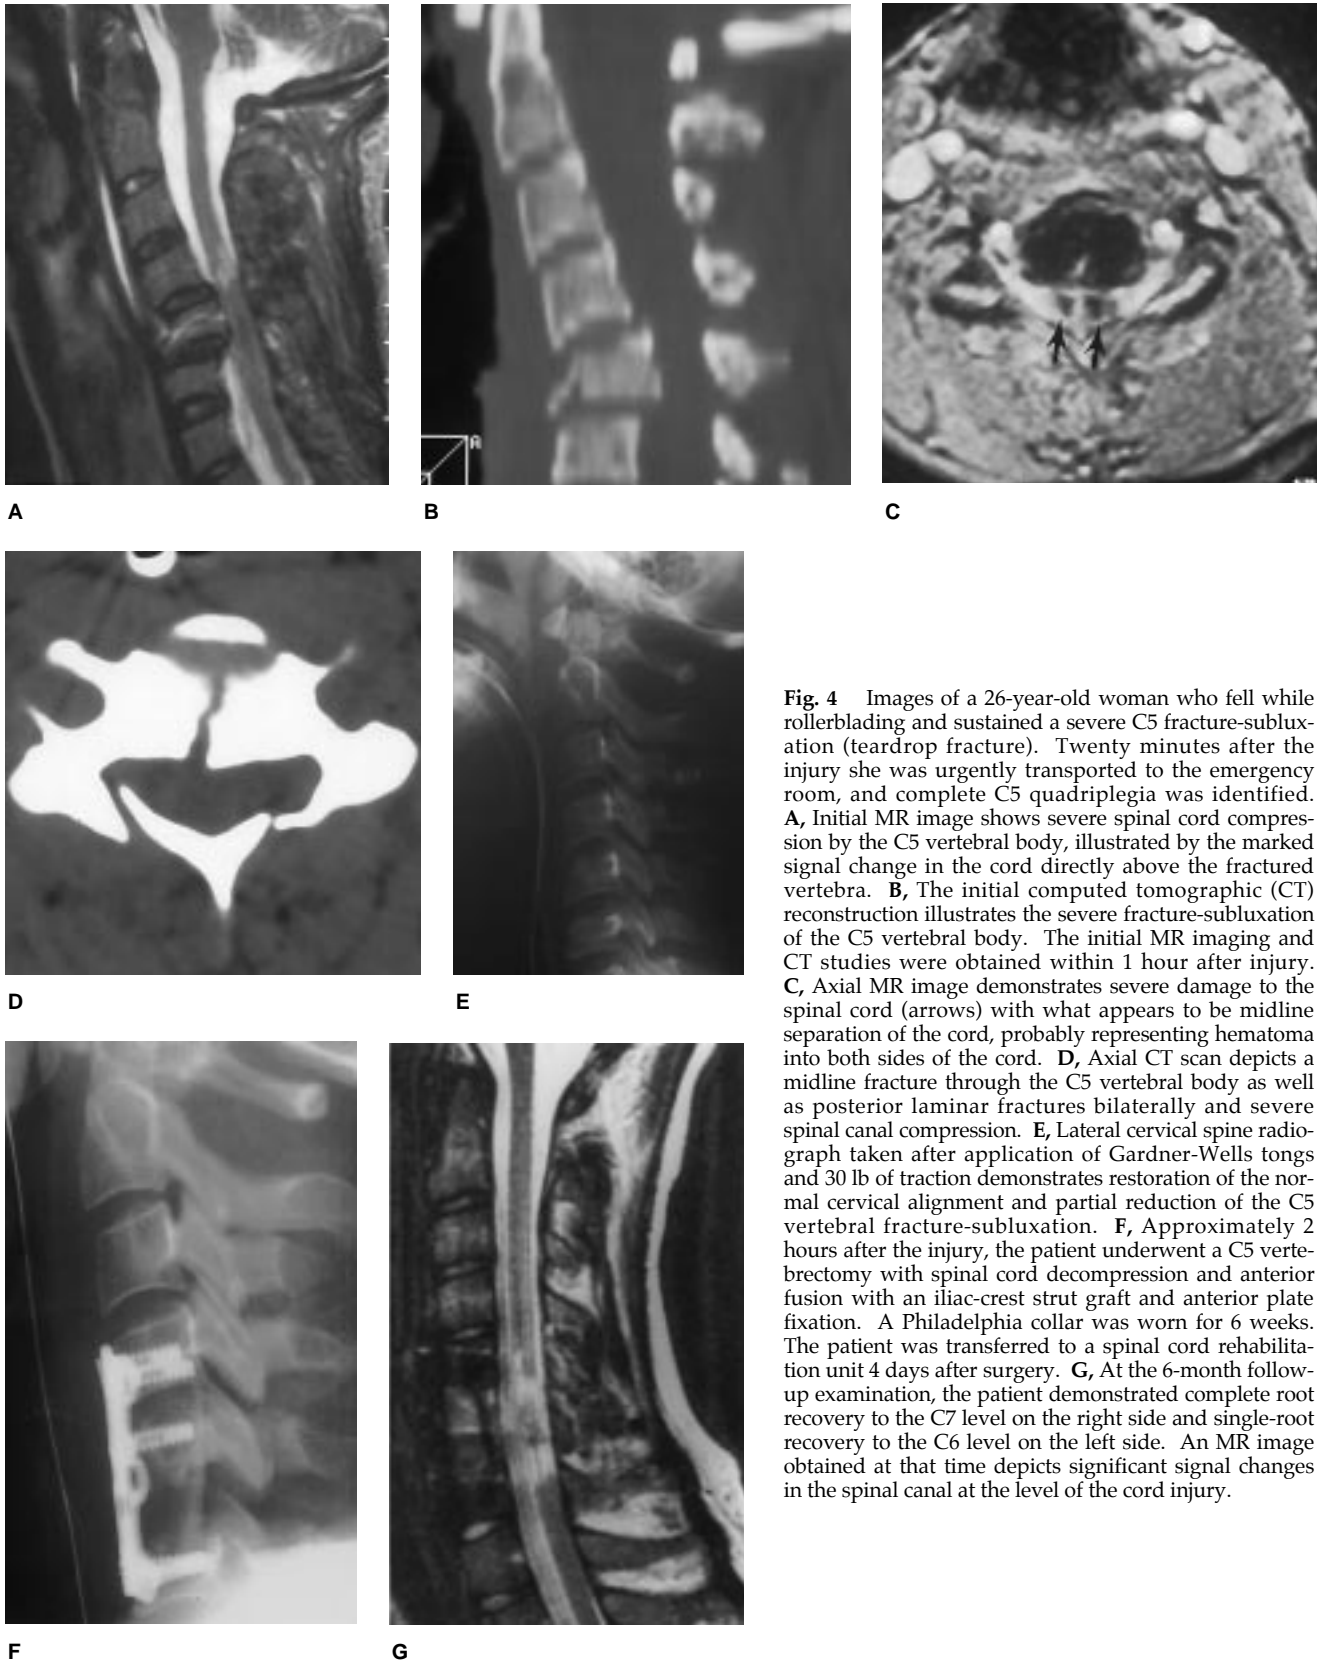 A
B
C
D
E
F
G
Fig. 4 Images of a 26-year-old woman who fell while
rollerblading and sustained a severe C5 fracture-sublux-
ation (teardrop fracture). Twenty minutes after the
injury she was urgently transported to the emergency
room, and complete C5 quadriplegia was identified.
A, Initial MR image shows severe spinal cord compres-
sion by the C5 vertebral body, illustrated by the marked
signal change in the cord directly above the fractured
vertebra. B, The initial computed tomographic (CT)
reconstruction illustrates the severe fracture-subluxation
of the C5 vertebral body. The initial MR imaging and
CT studies were obtained within 1 hour after injury.
C, Axial MR image demonstrates severe damage to the
spinal cord (arrows) with what appears to be midline
separation of the cord, probably representing hematoma
into both sides of the cord. D, Axial CT scan depicts a
midline fracture through the C5 vertebral body as well
as posterior laminar fractures bilaterally and severe
spinal canal compression. E, Lateral cervical spine radio-
graph taken after application of Gardner-Wells tongs
and 30 lb of traction demonstrates restoration of the nor-
mal cervical alignment and partial reduction of the C5
vertebral fracture-subluxation. F, Approximately 2
hours after the injury, the patient underwent a C5 verte-
brectomy with spinal cord decompression and anterior
fusion with an iliac-crest strut graft and anterior plate
fixation. A Philadelphia collar was worn for 6 weeks.
The patient was transferred to a spinal cord rehabilita-
tion unit 4 days after surgery. G, At the 6-month follow-
up examination, the patient demonstrated complete root
recovery to the C7 level on the right side and single-root
recovery to the C6 level on the left side. An MR image
obtained at that time depicts significant signal changes
in the spinal canal at the level of the cord injury.